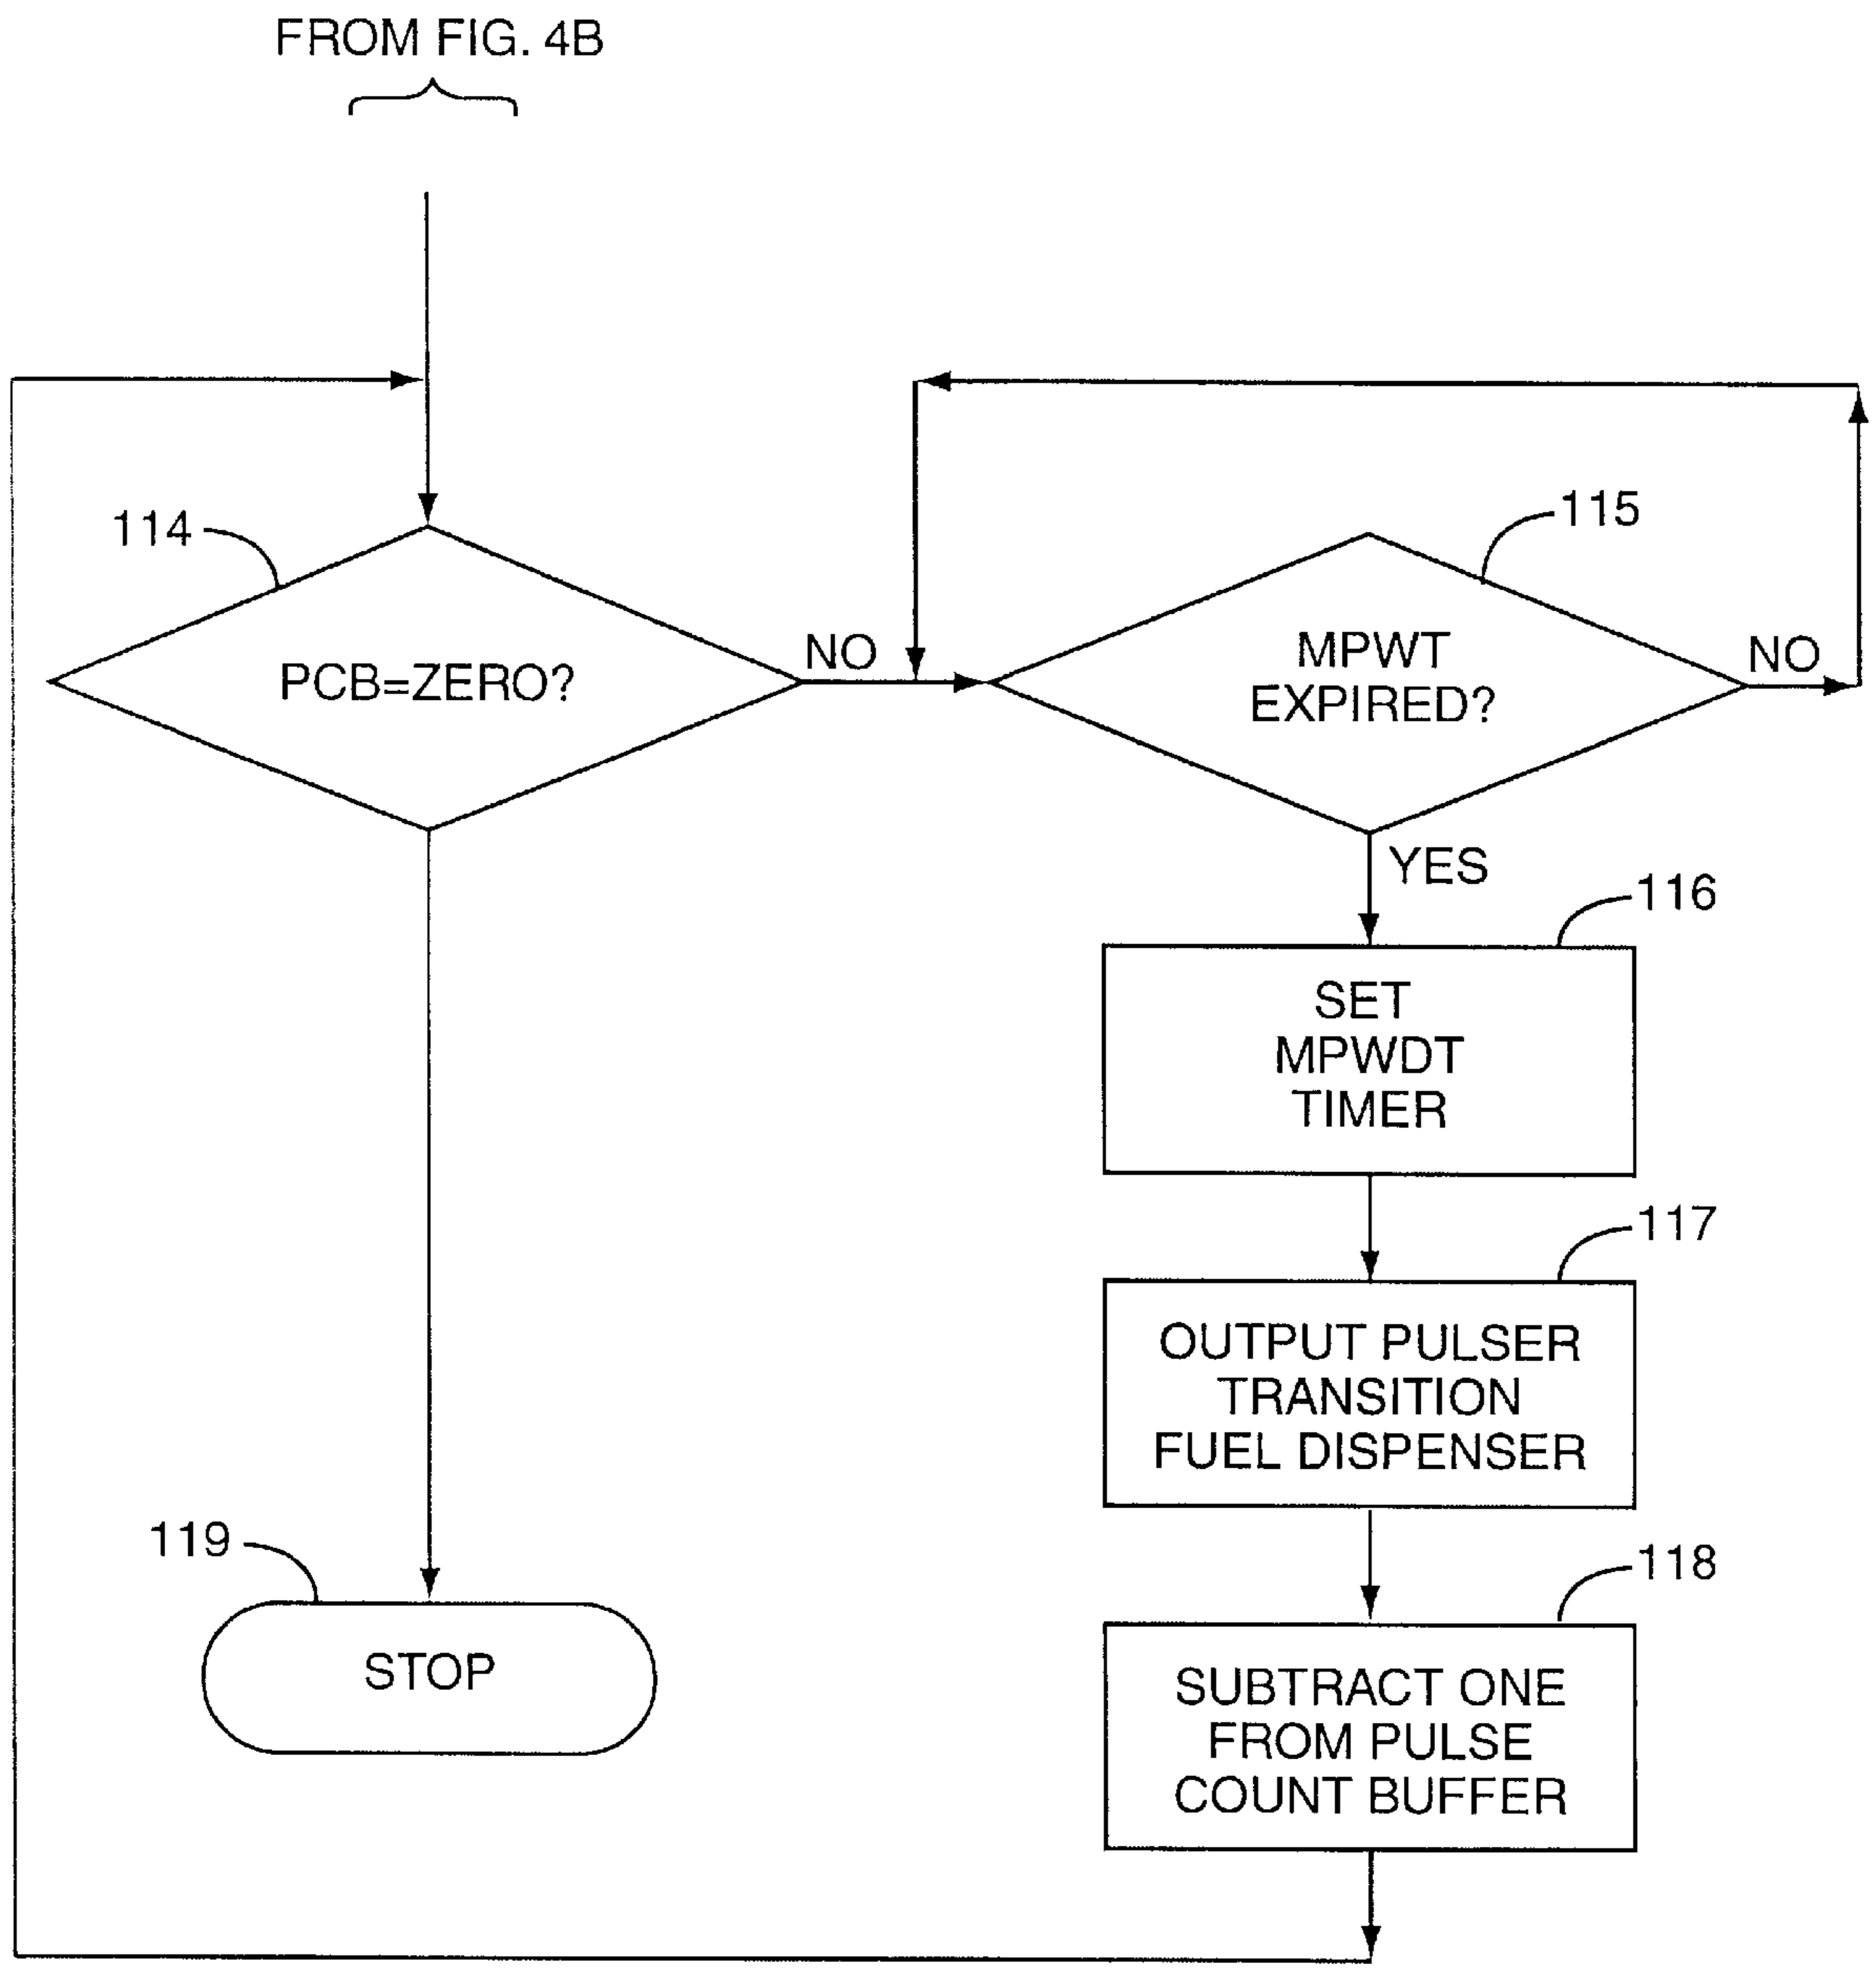 FROM FIG. 4B
114
PCB=ZERO?
NO
115
MPWT
EXPIRED?
NO
YES
116
SET
MPWDT
TIMER
117
OUTPUT PULSER
TRANSITION
FUEL DISPENSER
118
SUBTRACT ONE
FROM PULSE
COUNT BUFFER
119
STOP